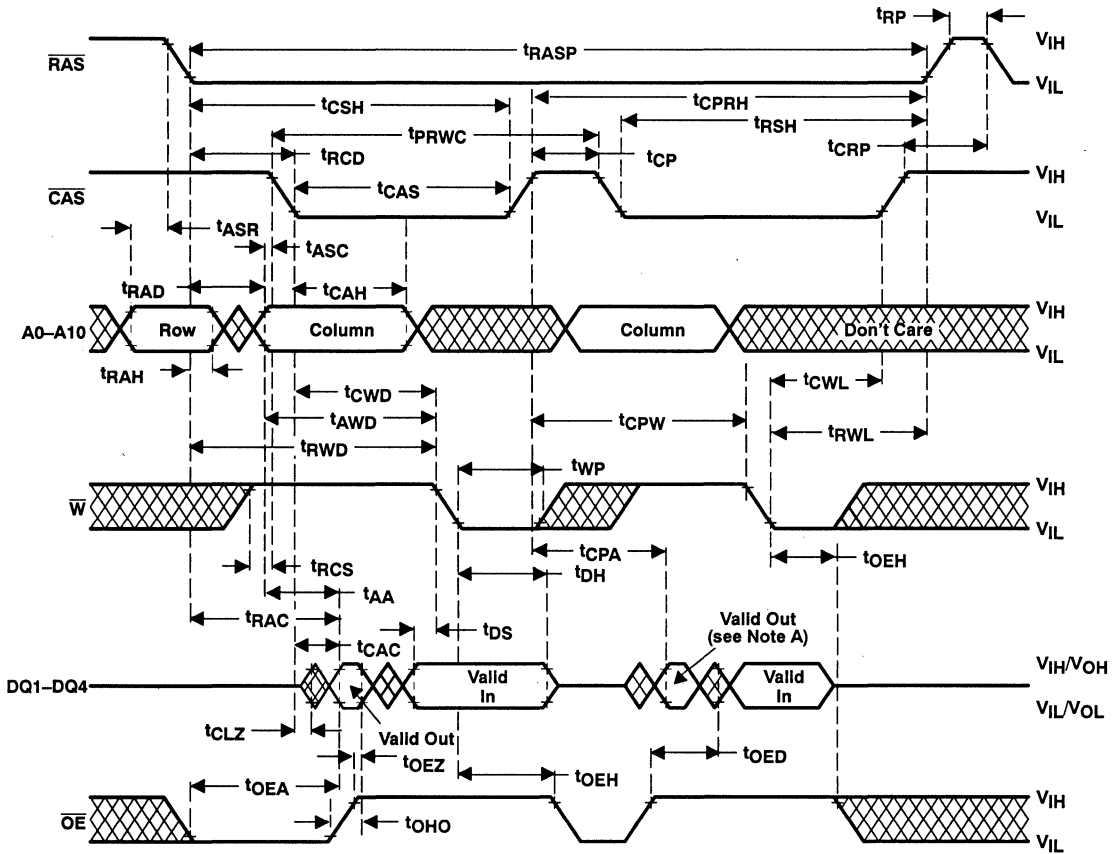 tRP
VIH
RAS
tRASP
VIL
tCSH
tCPRH
tPRWC
tRSH
tRCD
tCP
tCRP
VIH
CAS
tCAS
VIL
tASR
tASC
tRAD
tCAH
VIH
A0–A10
Row
Column
Column
Don't Care
VIL
tRAH
tCWL
tCWD
tAWD
tCPW
tRWD
tRWL
tWP
VIH
W
VIL
tCPA
tOEH
tRCS
tDH
tAA
tRAC
tDS
Valid Out
(see Note A)
tCAC
VIH/VOH
DQ1–DQ4
Valid
In
Valid
In
VIL/VOL
tCLZ
Valid Out
tOEZ
tOED
tOEA
tOEH
VIH
OE
tOHO
VIL